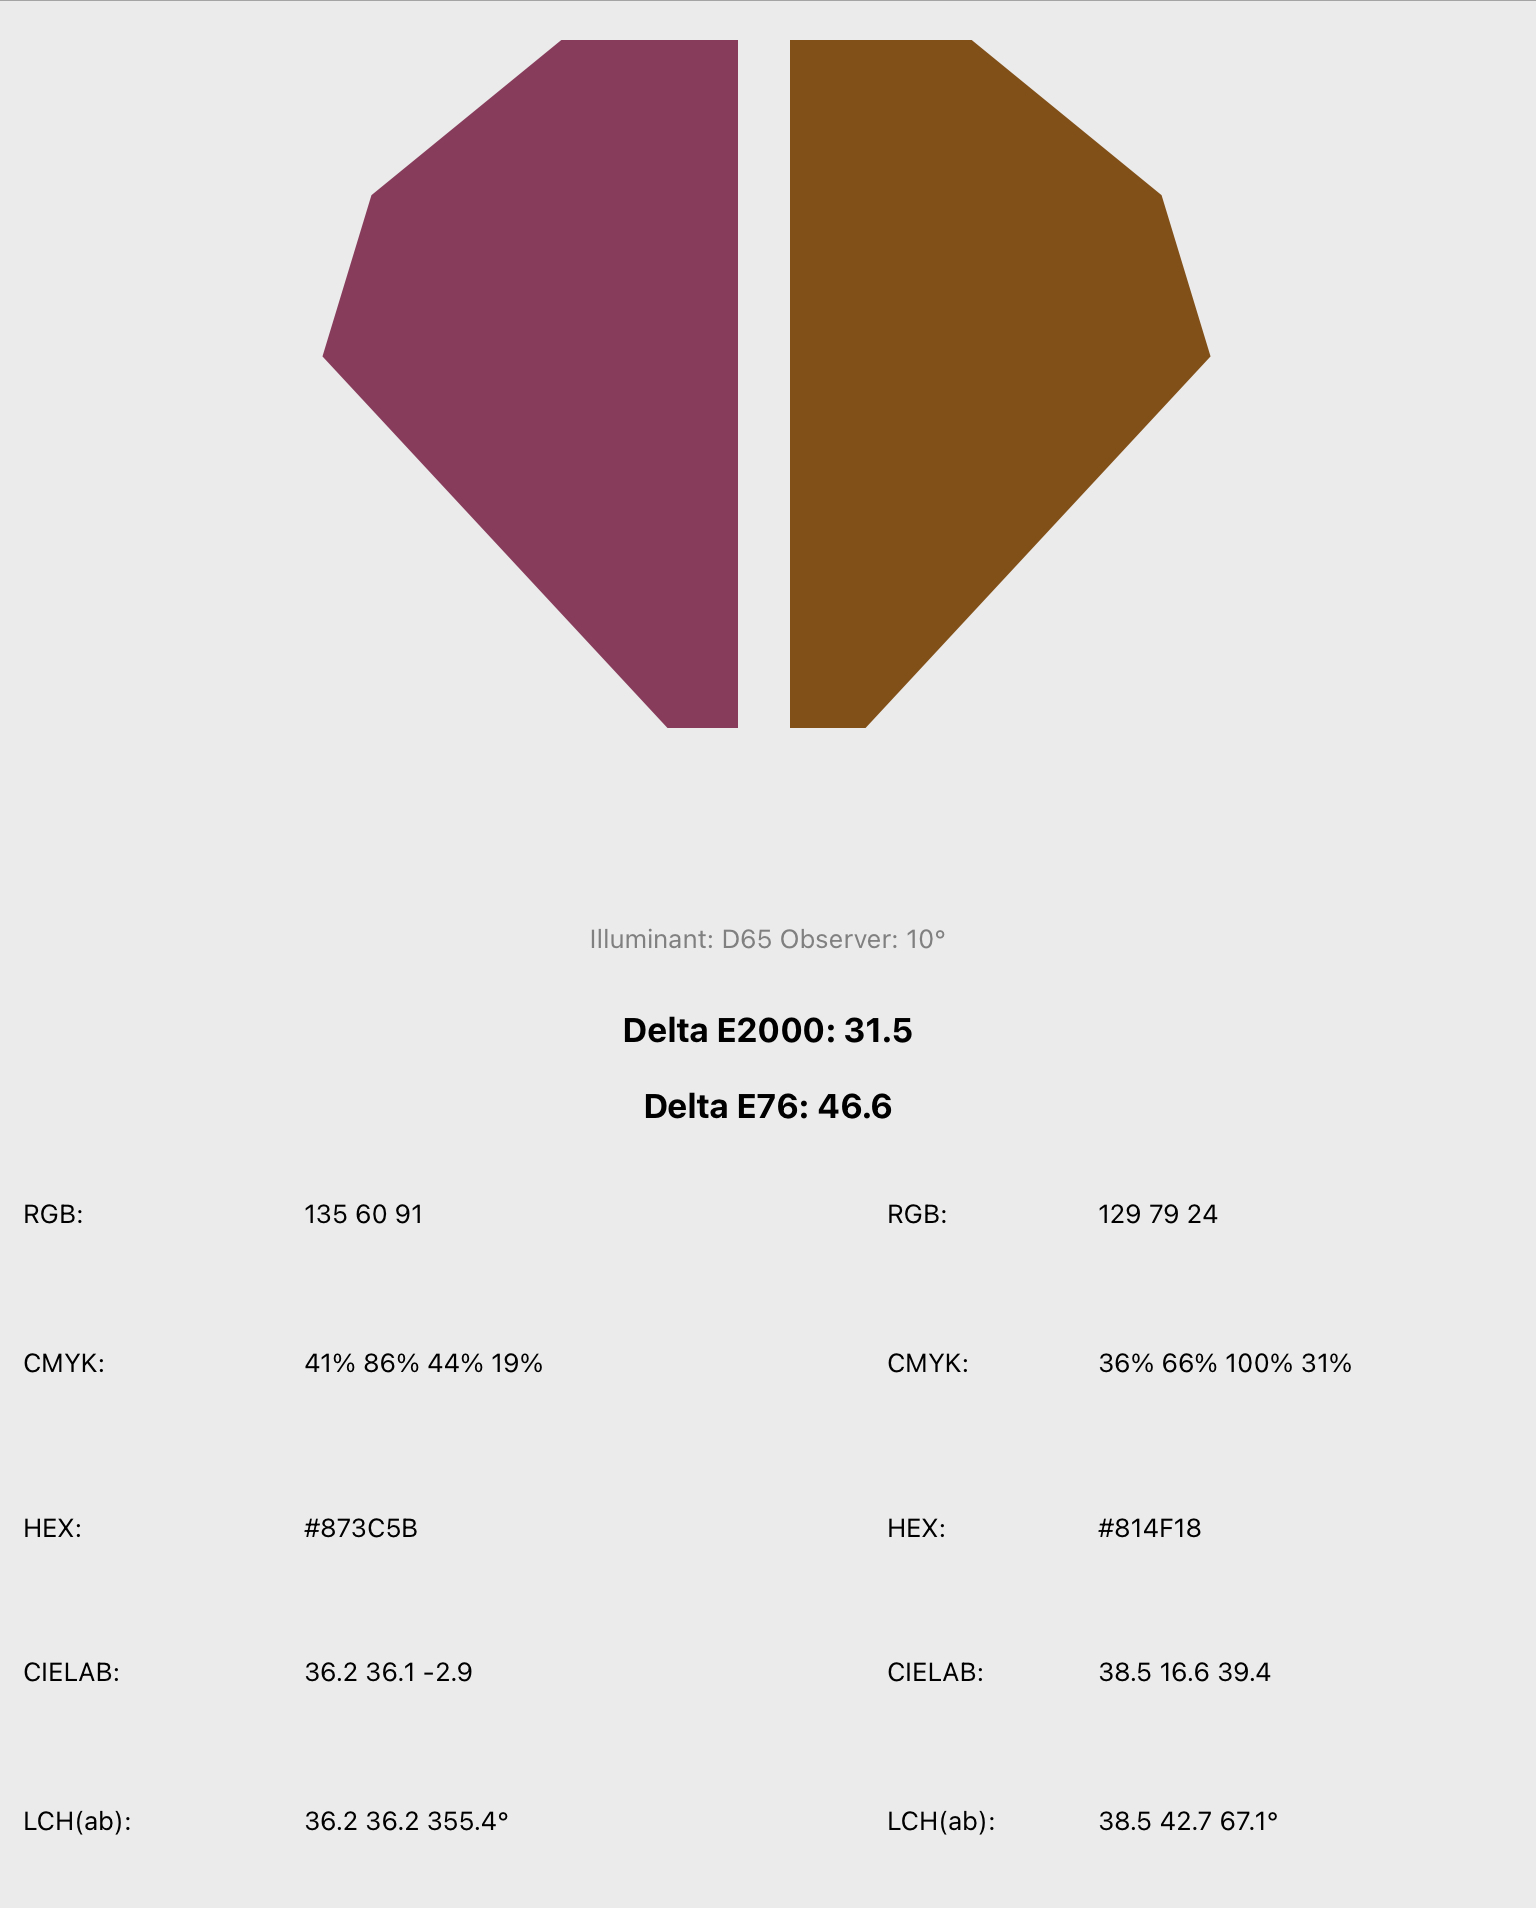 Illuminant: D65 Observer: 10°
Delta E2000: 31.5
Delta E76: 46.6
RGB: 135 60 91 RGB: 129 79 24
CMYK: 41% 86% 44% 19% CMYK: 36% 66% 100% 31%
HEX: #873C5B HEX: #814F18
CIELAB: 36.2 36.1 -2.9 CIELAB: 38.5 16.6 39.4
LCH(ab): 36.2 36.2 355.4° LCH(ab): 38.5 42.7 67.1°